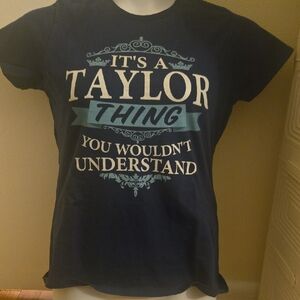 IT'S A
TAYLOR
THING
YOU WOULDN'T
UNDERSTAND